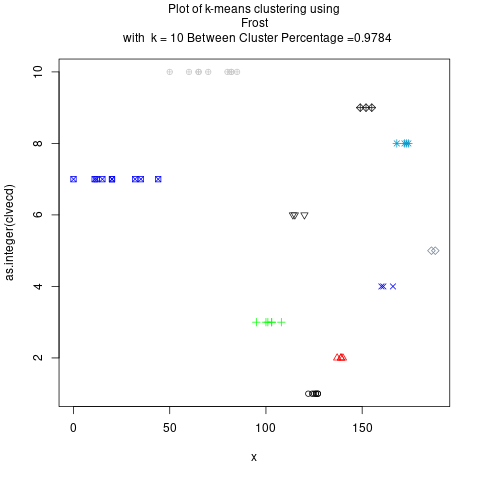 Plot of k-means clustering using
Frost
with k = 10 Between Cluster Percentage =0.9784
as.integer(clvecd)
10
8
6
4
2
0
50
100
150
x